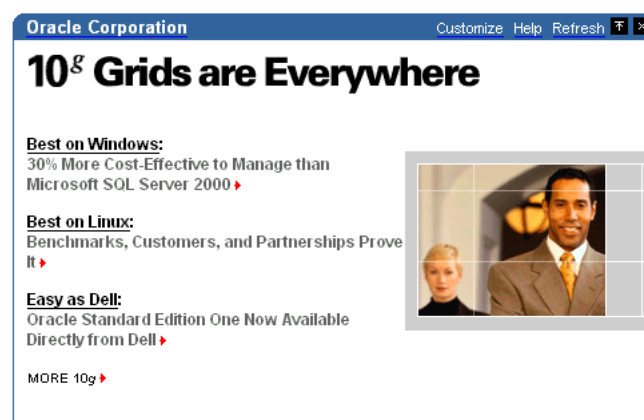 Oracle Corporation Customize Help Refresh
10g Grids are Everywhere
Best on Windows:
30% More Cost-Effective to Manage than
Microsoft SQL Server 2000
Best on Linux:
Benchmarks, Customers, and Partnerships Prove
It
Easy as Dell:
Oracle Standard Edition One Now Available
Directly from Dell
MORE 10g